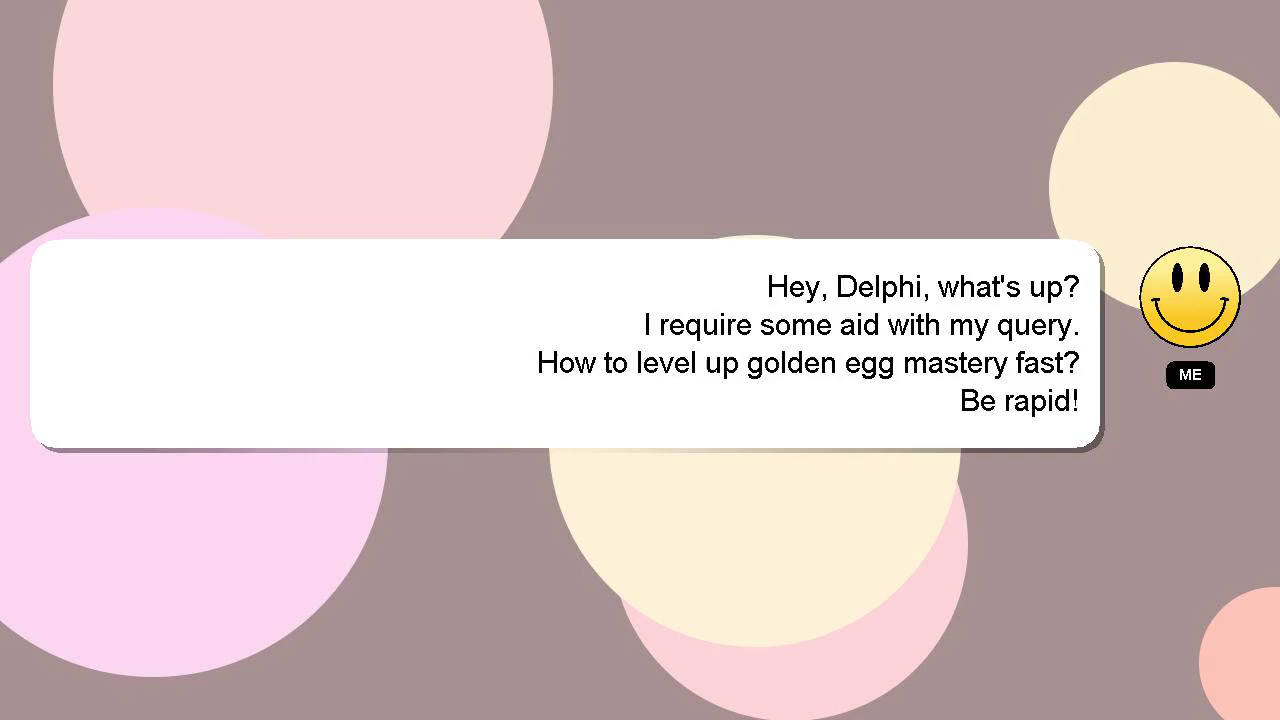 Hey, Delphi, what's up?
I require some aid with my query.
How to level up golden egg mastery fast?
Be rapid!
ME